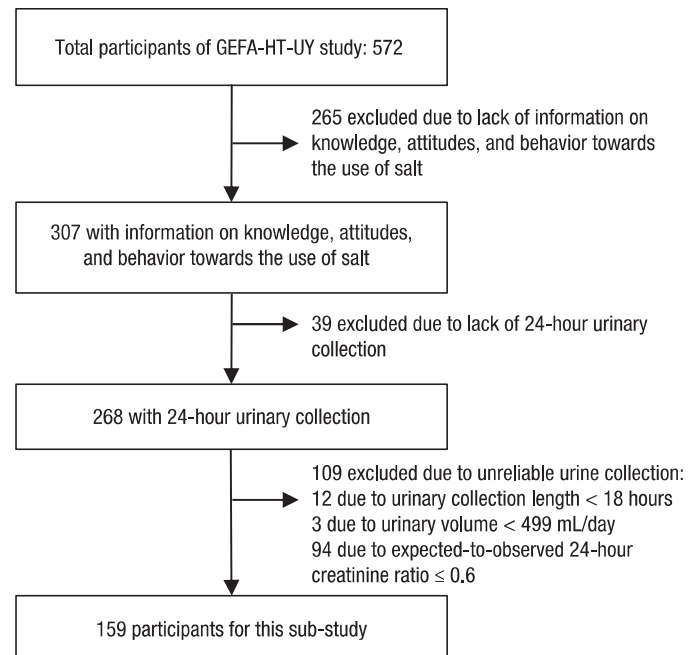 Total participants of GEFA-HT-UY study: 572
265 excluded due to lack of information on
knowledge, attitudes, and behavior towards
the use of salt
307 with information on knowledge, attitudes,
and behavior towards the use of salt
39 excluded due to lack of 24-hour urinary
collection
268 with 24-hour urinary collection
109 excluded due to unreliable urine collection:
12 due to urinary collection length < 18 hours
3 due to urinary volume < 499 mL/day
94 due to expected-to-observed 24-hour
creatinine ratio ≤ 0.6
159 participants for this sub-study